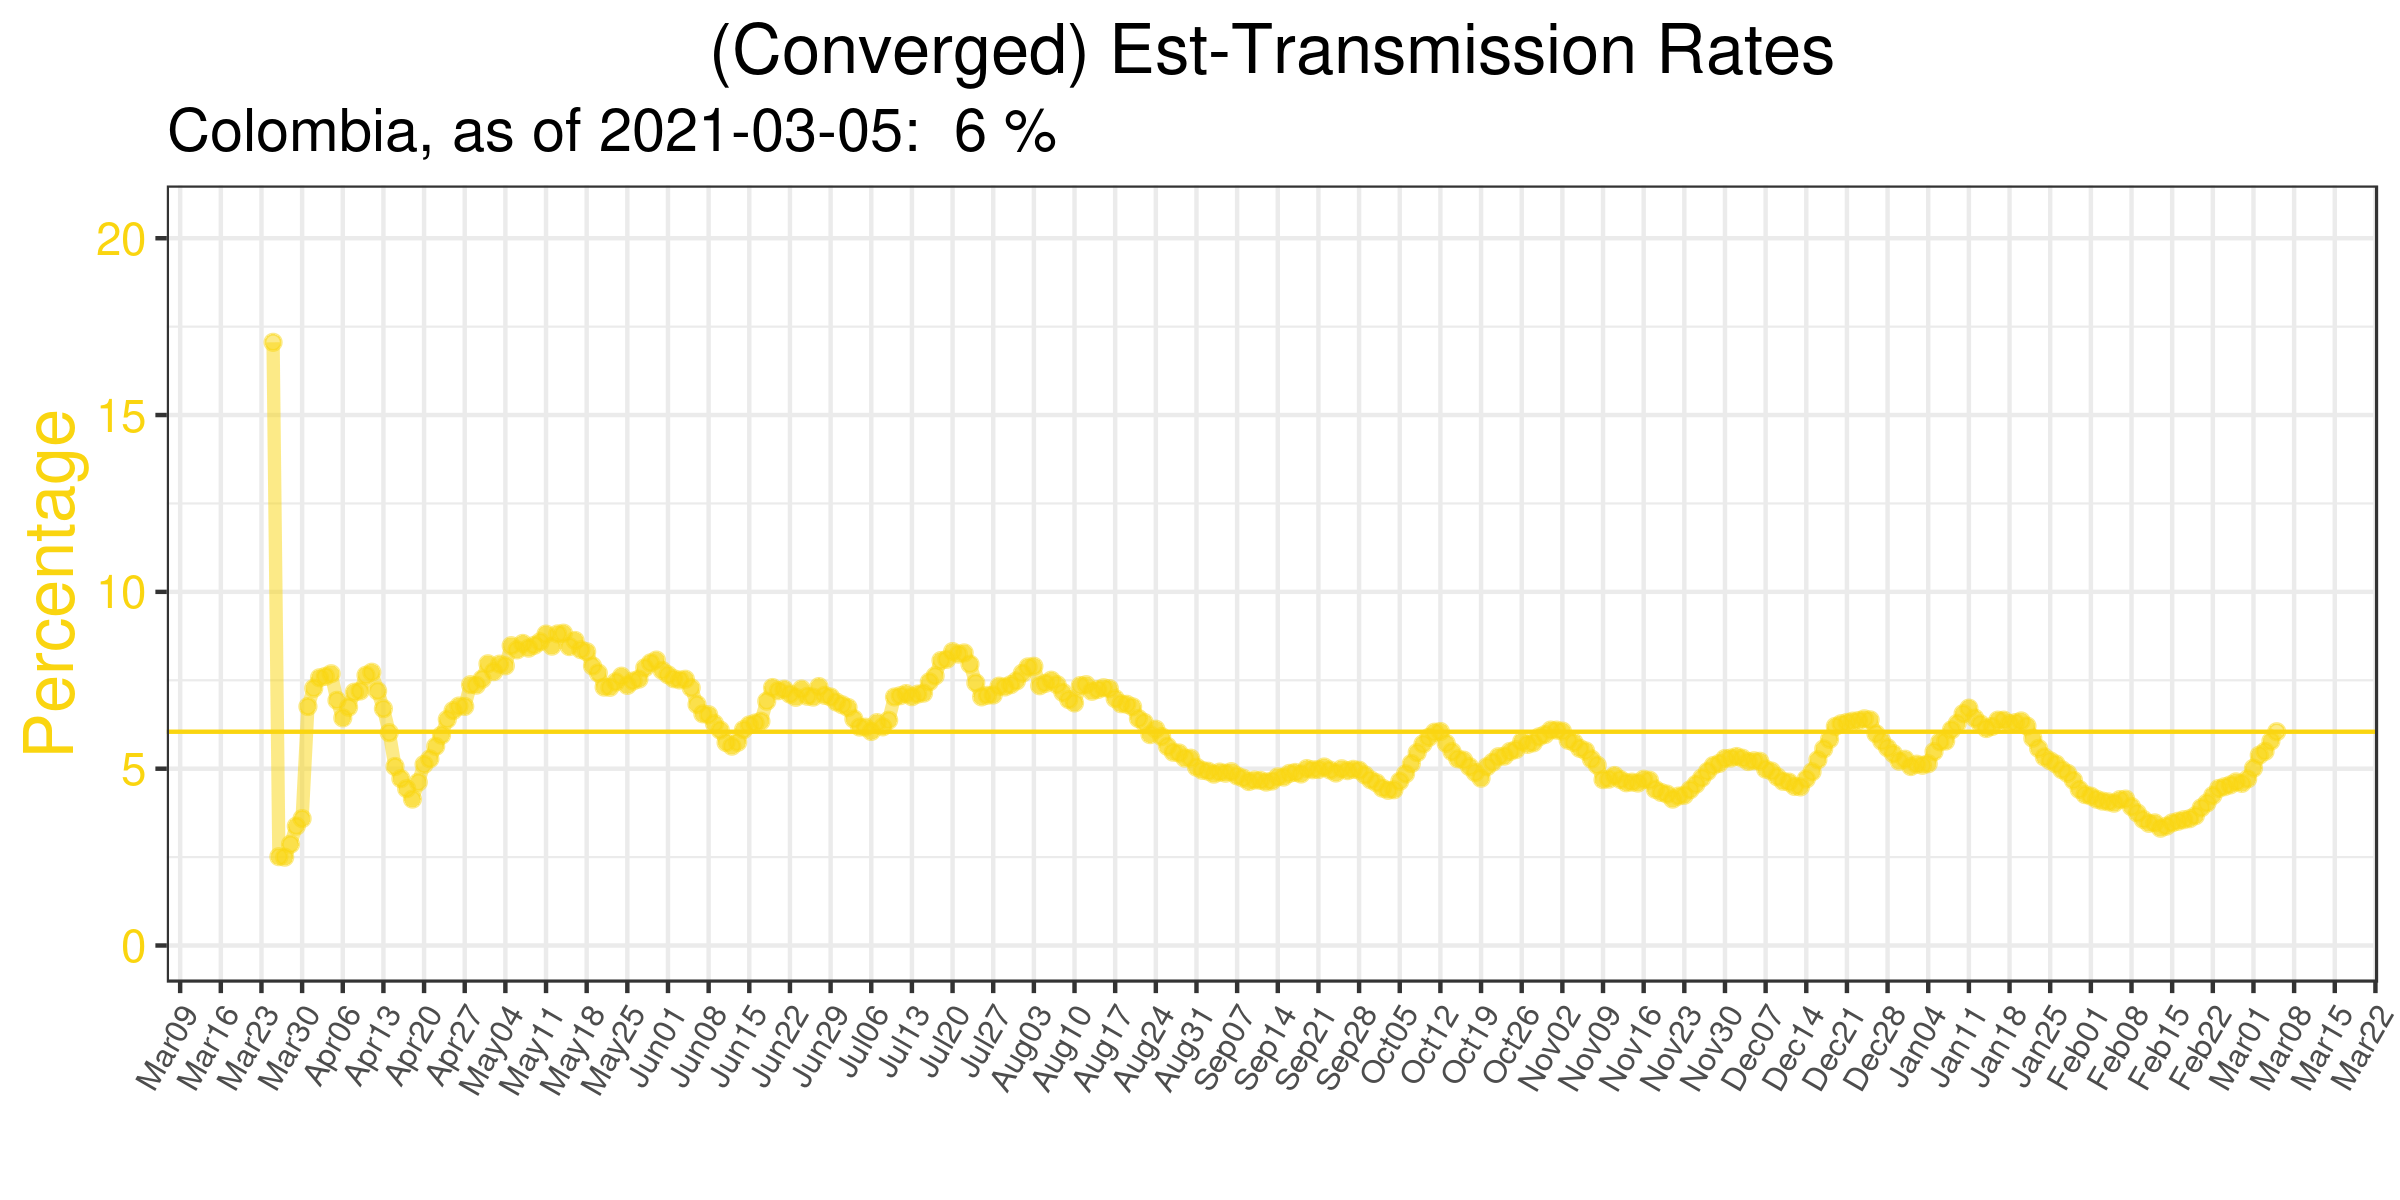 (Converged) Est-Transmission Rates
Colombia, as of 2021-03-05:  6 %
Percentage
20
15
10
5
0
Mar09
Mar16
Mar23
Mar30
Apr06
Apr13
Apr20
Apr27
May04
May11
May18
May25
Jun01
Jun08
Jun15
Jun22
Jun29
Jul06
Jul13
Jul20
Jul27
Aug03
Aug10
Aug17
Aug24
Aug31
Sep07
Sep14
Sep21
Sep28
Oct05
Oct12
Oct19
Oct26
Nov02
Nov09
Nov16
Nov23
Nov30
Dec07
Dec14
Dec21
Dec28
Dec04
Jan11
Jan18
Jan25
Feb01
Feb08
Feb15
Feb22
Mar01
Mar08
Mar15
Mar22